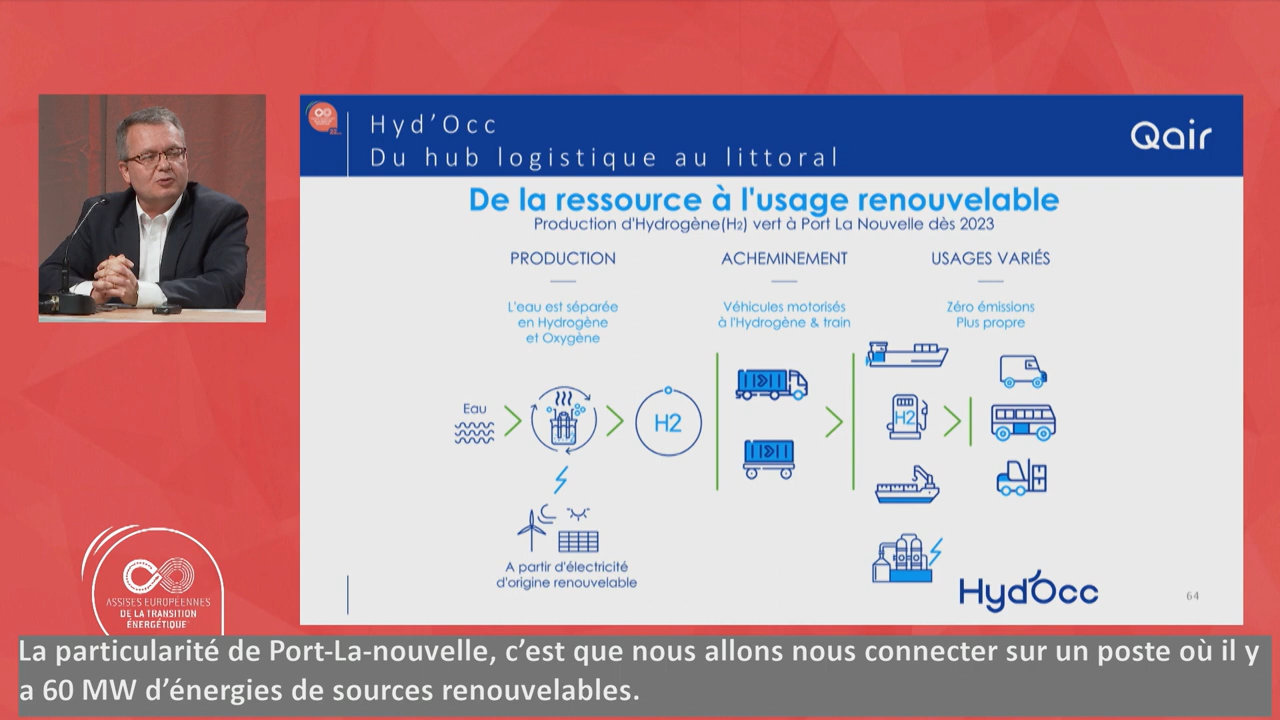 Hyd'Occ
Du hub logistique au littoral
Qair
De la ressource à l'usage renouvelable
Production d'Hydrogène(H2) vert à Port La Nouvelle dès 2023
PRODUCTION
L'eau est séparée
en Hydrogène
et Oxygène
ACHEMINEMENT
Véhicules motorisés
à l'Hydrogène & train
USAGES VARIÉS
Zéro émissions
Plus propre
Eau
H2
H2
A partir d'électricité
d'origine renouvelable
Hyd'Occ
64
ASSISES EUROPÉENNES
DE LA TRANSITION
ÉNERGÉTIQUE
La particularité de Port-La-nouvelle, c’est que nous allons nous connecter sur un poste où il y
a 60 MW d’énergies de sources renouvelables.